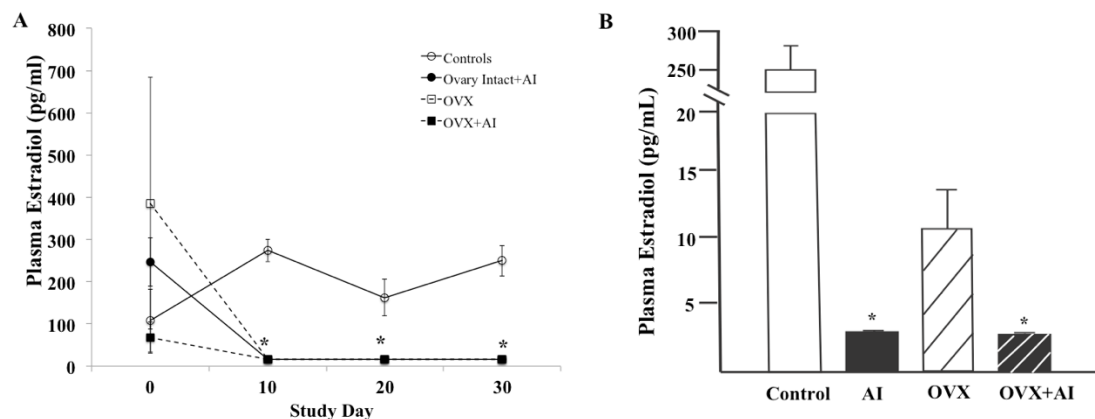 A
Plasma Estradiol (pg/ml)
800
700
600
500
400
300
200
100
0
Controls
Ovary Intact+AI
OVX
OVX+AI
*
*
*
0
10
20
30
Study Day
B
Plasma Estradiol (pg/mL)
300
250
20
15
10
5
*
*
Control
AI
OVX
OVX+AI